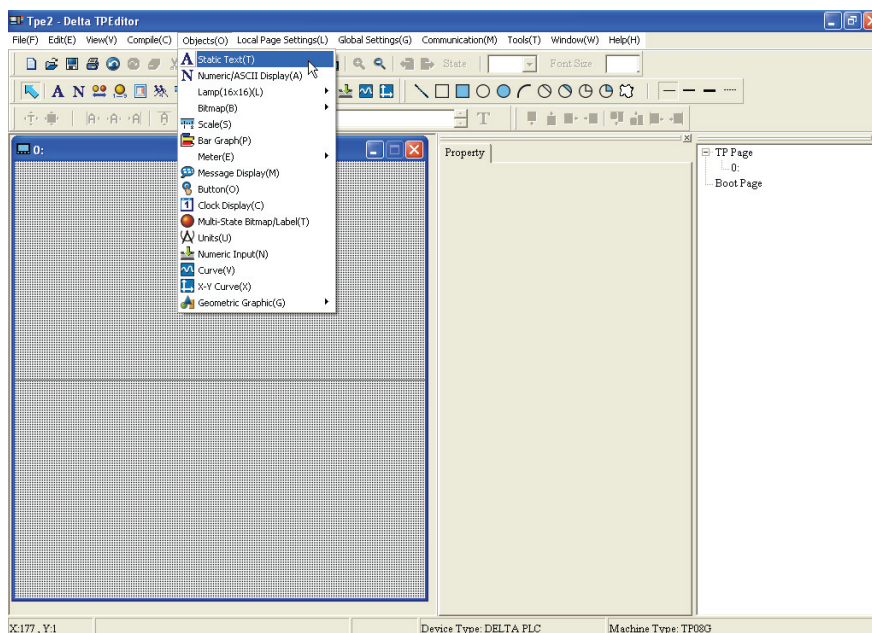 Tpe2 - Delta TPEditor
File(F) Edit(E) View(V) Compile(C) Objects(O) Local Page Settings(L) Global Settings(G) Communication(M) Tools(T) Window(W) Help(H)
State Font Size
Static Text(T)
Numeric/ASCII Display(A)
Lamp(16x16)(L)
Bitmap(B)
Scale(S)
Bar Graph(P)
Meter(E)
Message Display(M)
Button(O)
Clock Display(C)
Multi-State Bitmap/Label(T)
Units(U)
Numeric Input(N)
Curve(V)
X-Y Curve(X)
Geometric Graphic(G)
0:
Property
TP Page
0:
Boot Page
X:177 , Y:1 Device Type: DELTA PLC Machine Type: TP08G